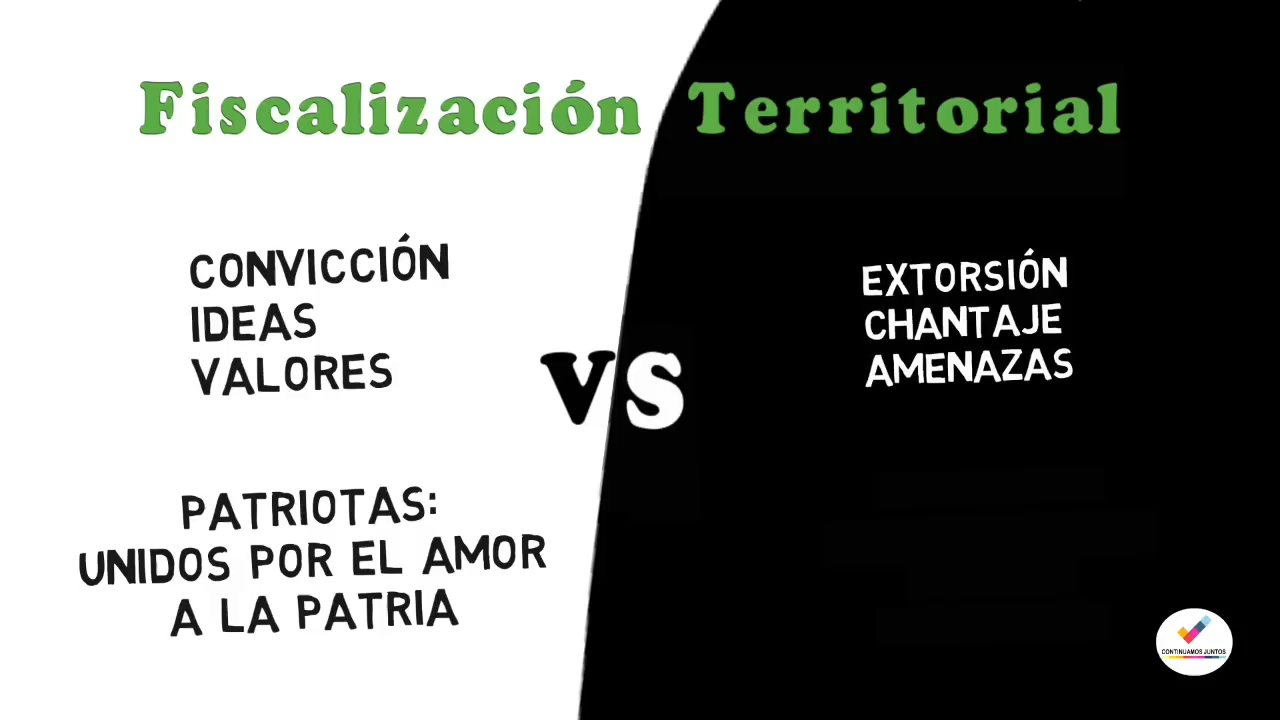 Fiscalización Territorial
CONVICCIÓN
IDEAS
VALORES
VS
EXTORSIÓN
CHANTAJE
AMENAZAS
PATRIOTAS:
UNIDOS POR EL AMOR
A LA PATRIA
CONTINUAMOS JUNTOS